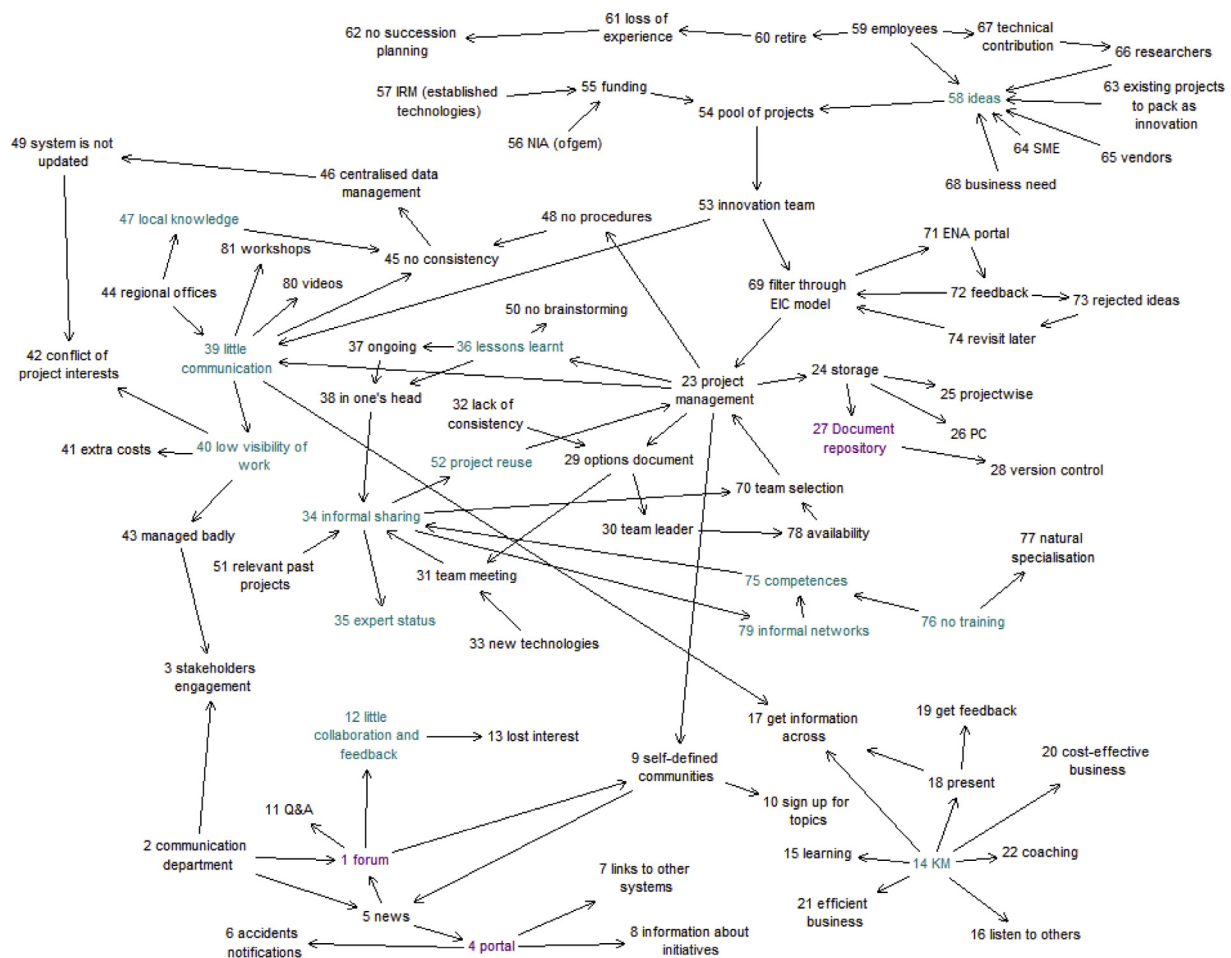 61 loss of
experience
62 no succession
planning
60 retire
59 employees
67 technical
contribution
66 researchers
57 IRM (established
technologies)
55 funding
54 pool of projects
58 ideas
63 existing projects
to pack as
innovation
56 NIA (ofgem)
64 SME
65 vendors
68 business need
49 system is not
updated
46 centralised data
management
47 local knowledge
48 no procedures
53 innovation team
81 workshops
45 no consistency
71 ENA portal
80 videos
44 regional offices
69 filter through
EIC model
72 feedback
73 rejected ideas
50 no brainstorming
74 revisit later
42 conflict of
project interests
39 little
communication
37 ongoing
36 lessons learnt
38 in one's head
23 project
management
24 storage
25 projectwise
32 lack of
consistency
27 Document
repository
26 PC
41 extra costs
40 low visibility of
work
52 project reuse
29 options document
28 version control
70 team selection
34 informal sharing
30 team leader
78 availability
43 managed badly
77 natural
specialisation
51 relevant past
projects
31 team meeting
75 competences
35 expert status
33 new technologies
79 informal networks
76 no training
3 stakeholders
engagement
12 little
collaboration and
feedback
13 lost interest
17 get information
across
19 get feedback
9 self-defined
communities
18 present
20 cost-effective
business
11 Q&A
10 sign up for
topics
2 communication
department
1 forum
15 learning
14 KM
22 coaching
7 links to other
systems
21 efficient
business
5 news
6 accidents
notifications
4 portal
8 information about
initiatives
16 listen to others